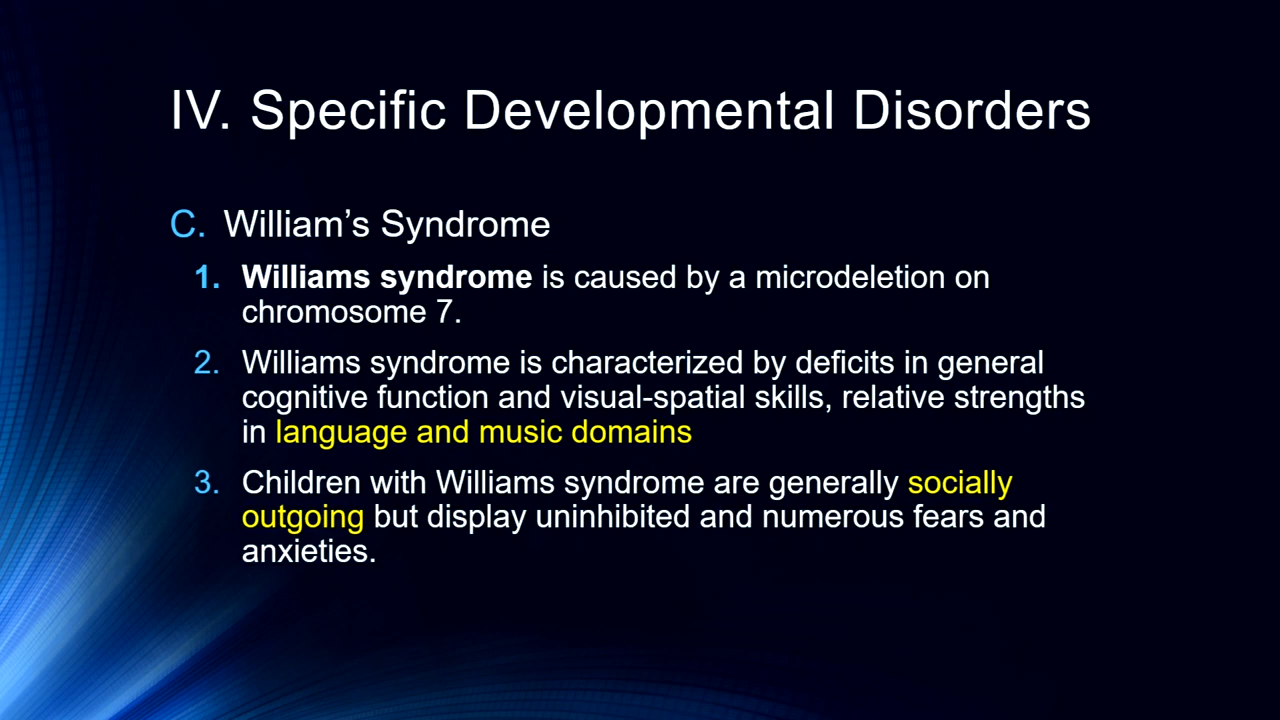 IV. Specific Developmental Disorders
C. William’s Syndrome
1. Williams syndrome is caused by a microdeletion on
chromosome 7.
2. Williams syndrome is characterized by deficits in general
cognitive function and visual-spatial skills, relative strengths
in language and music domains
3. Children with Williams syndrome are generally socially
outgoing but display uninhibited and numerous fears and
anxieties.